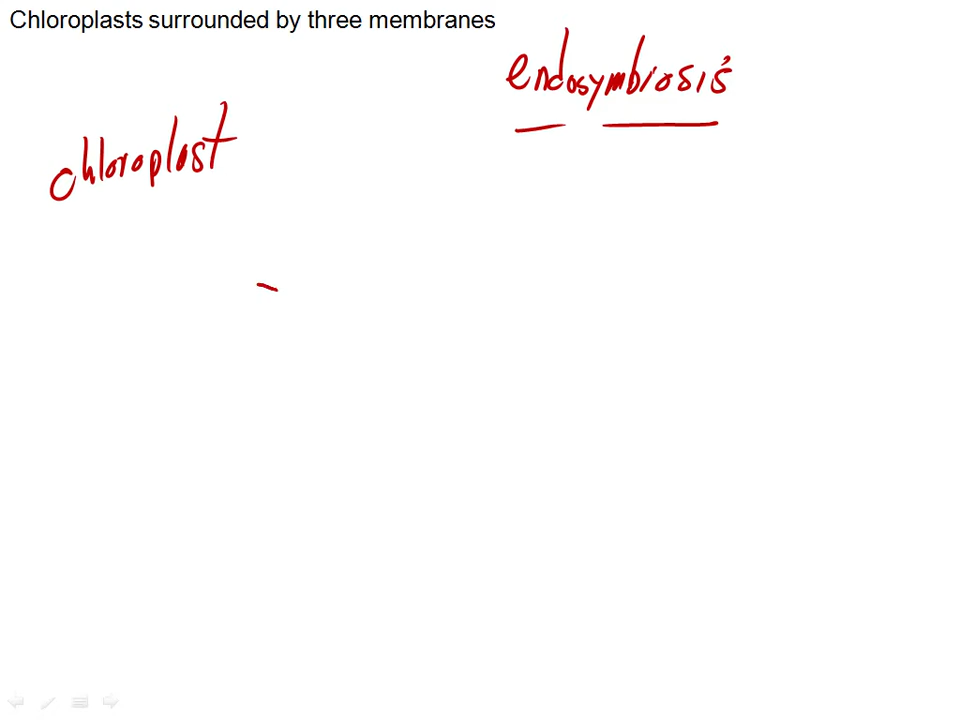 Chloroplasts surrounded by three membranes
endosymbiosis
chloroplast